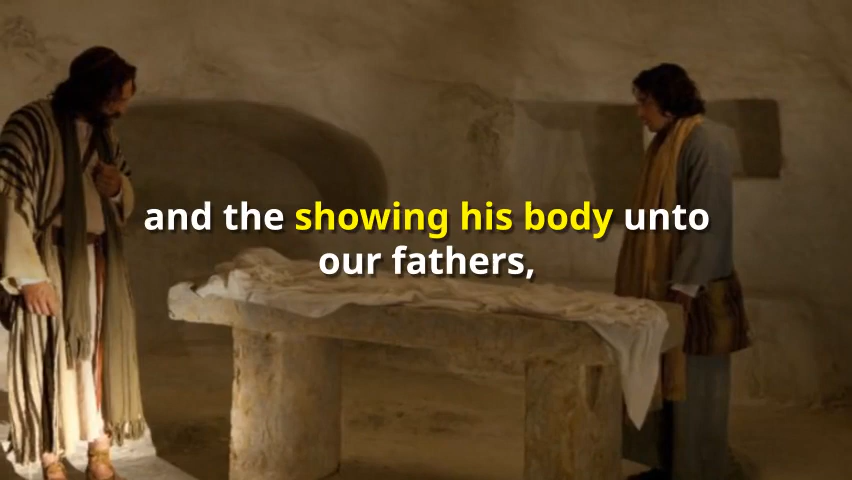 and the showing his body unto
our fathers,